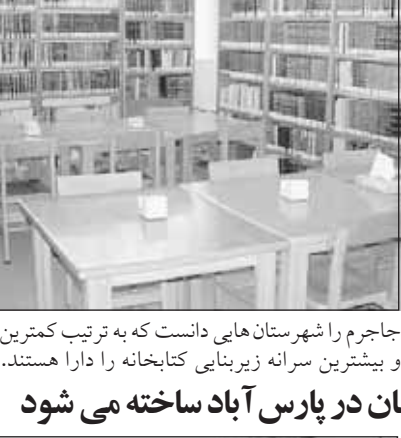 جاجرم را شهرستان هایی دانست که به ترتیب کمترین
و بیشترین سرانه زیربنایی کتابخانه را دارا هستند.
ان در پارس آباد ساخته می شود